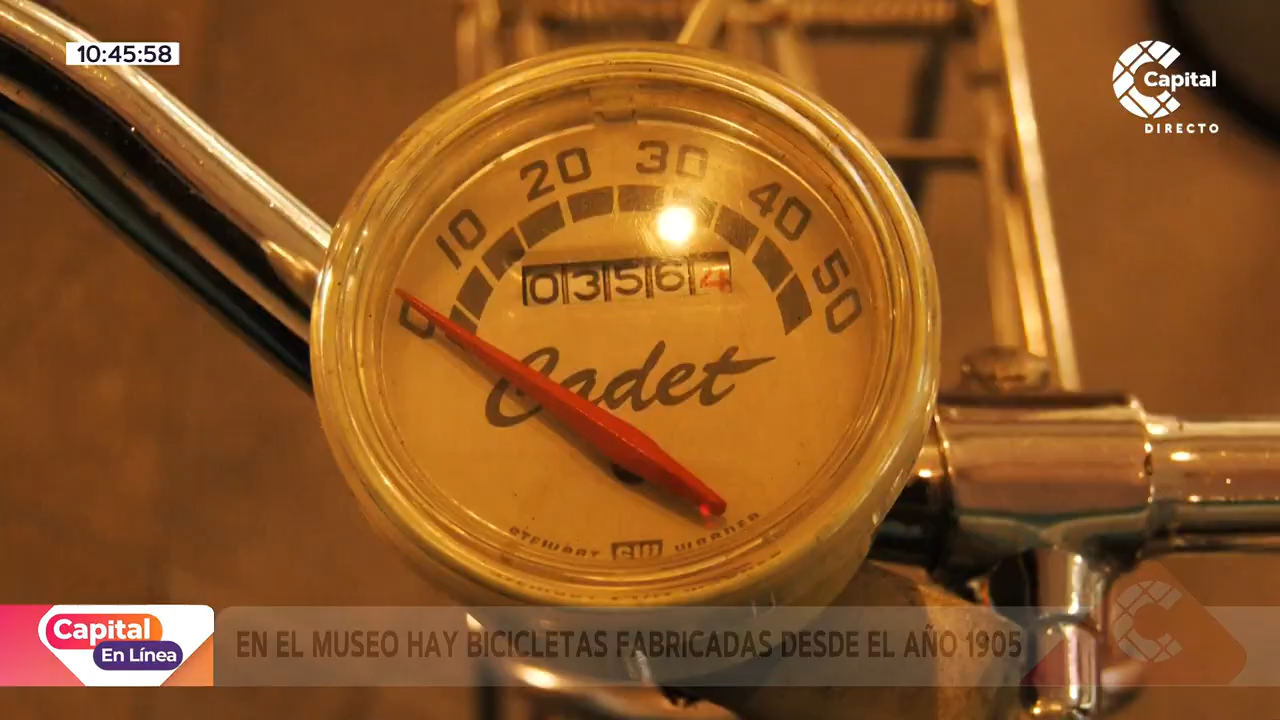 10:45:58
Capital
DIRECTO
0
10
20
30
40
50
03564
Cadet
STEWART SW WARNER
Capital
En Línea
EN EL MUSEO HAY BICICLETAS FABRICADAS DESDE EL AÑO 1905